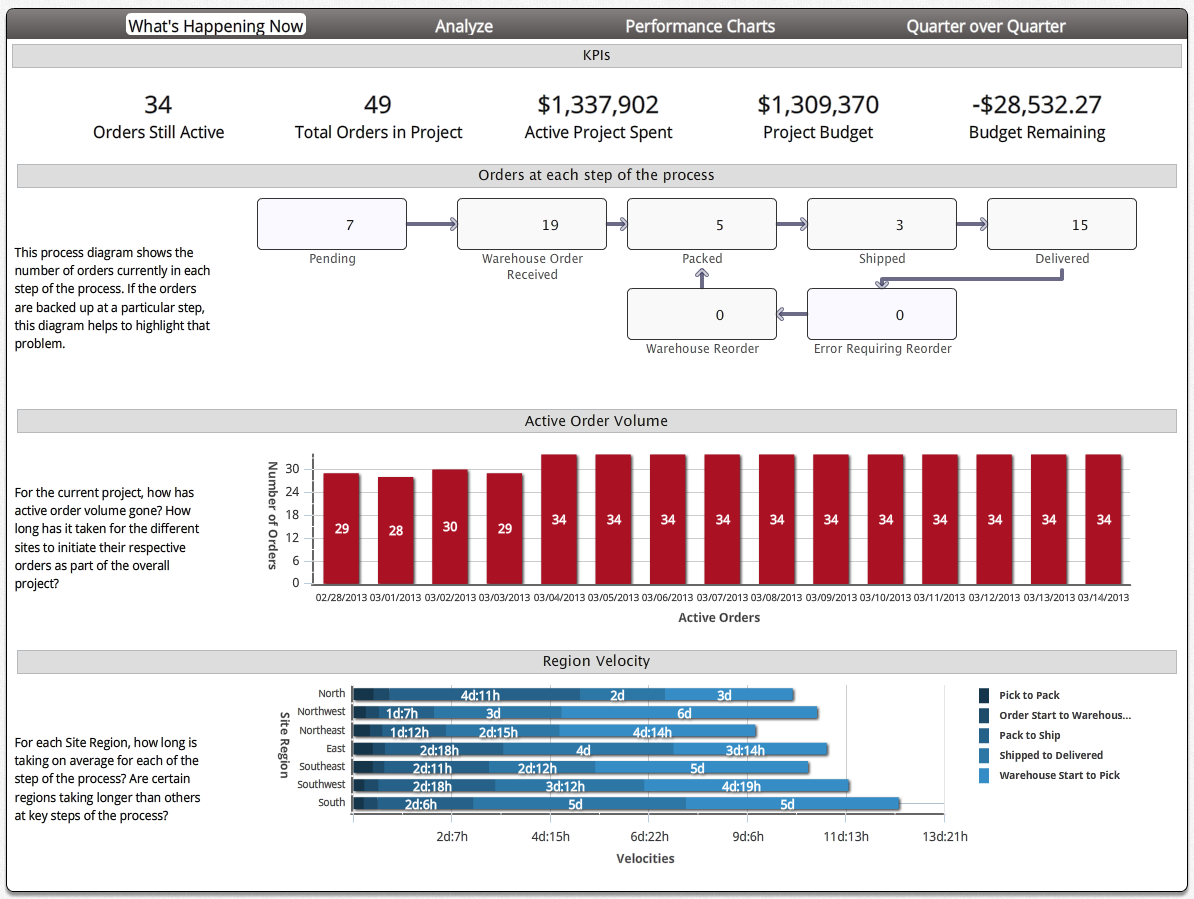 What's Happening Now Analyze Performance Charts Quarter over Quarter
KPIs
34 49 $1,337,902 $1,309,370 -$28,532.27
Orders Still Active Total Orders in Project Active Project Spent Project Budget Budget Remaining
Orders at each step of the process
This process diagram shows the
number of orders currently in each
step of the process. If the orders
are backed up at a particular step,
this diagram helps to highlight that
problem.
7 19 5 3 15
Pending Warehouse Order Packed Shipped Delivered
Received
0 0
Warehouse Reorder Error Requiring Reorder
Active Order Volume
For the current project, how has
active order volume gone? How
long has it taken for the different
sites to initiate their respective
orders as part of the overall
project?
Number of Orders
30
24
18
12
6
0
29 28 30 29 34 34 34 34 34 34 34 34 34 34 34
02/28/2013 03/01/2013 03/02/2013 03/03/2013 03/04/2013 03/05/2013 03/06/2013 03/07/2013 03/08/2013 03/09/2013 03/10/2013 03/11/2013 03/12/2013 03/13/2013 03/14/2013
Active Orders
Region Velocity
For each Site Region, how long is
taking on average for each of the
step of the process? Are certain
regions taking longer than others
at key steps of the process?
Site Region
North 4d:11h 2d 3d
Northwest 1d:7h 3d 6d
Northeast 1d:12h 2d:15h 4d:14h
East 2d:18h 4d 3d:14h
Southeast 2d:11h 2d:12h 5d
Southwest 2d:18h 3d:12h 4d:19h
South 2d:6h 5d 5d
2d:7h 4d:15h 6d:22h 9d:6h 11d:13h 13d:21h
Velocities
Pick to Pack
Order Start to Warehous...
Pack to Ship
Shipped to Delivered
Warehouse Start to Pick